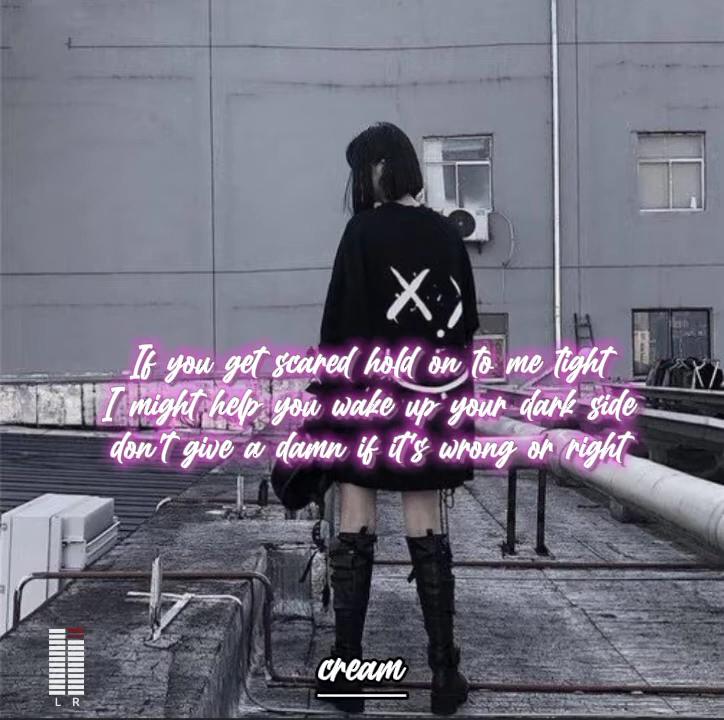 If you get scared hold on to me tight
I might help you wake up your dark side
don't give a damn if it's wrong or right
cream
L R